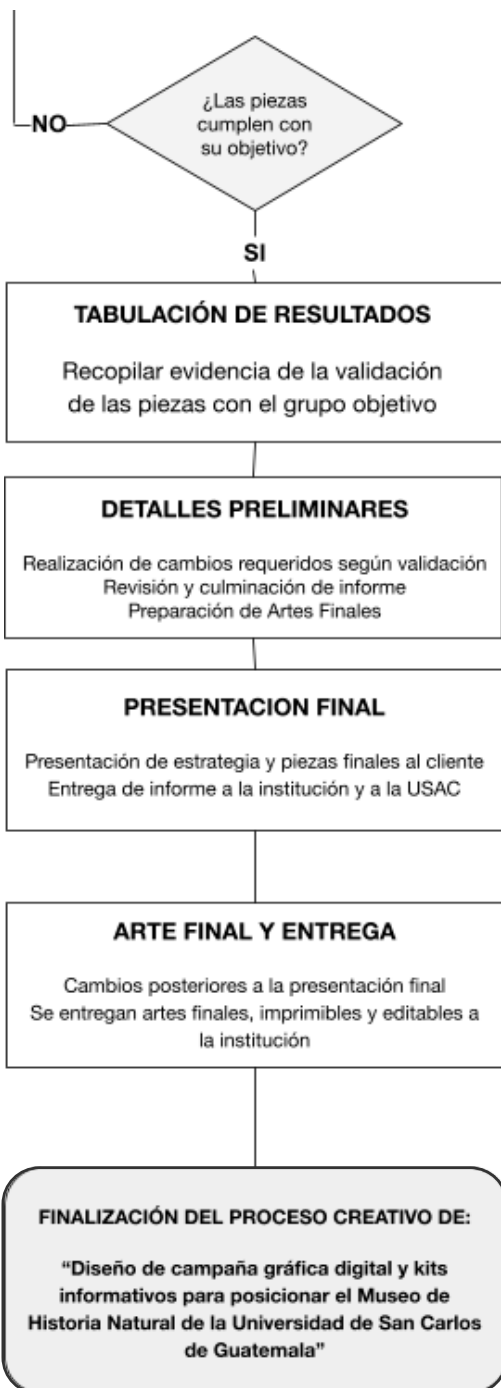 ¿Las piezas
cumplen con
su objetivo?
NO
SI
TABULACIÓN DE RESULTADOS
Recopilar evidencia de la validación
de las piezas con el grupo objetivo
DETALLES PRELIMINARES
Realización de cambios requeridos según validación
Revisión y culminación de informe
Preparación de Artes Finales
PRESENTACION FINAL
Presentación de estrategia y piezas finales al cliente
Entrega de informe a la institución y a la USAC
ARTE FINAL Y ENTREGA
Cambios posteriores a la presentación final
Se entregan artes finales, imprimibles y editables a
la institución
FINALIZACIÓN DEL PROCESO CREATIVO DE:
“Diseño de campaña gráfica digital y kits
informativos para posicionar el Museo de
Historia Natural de la Universidad de San Carlos
de Guatemala”